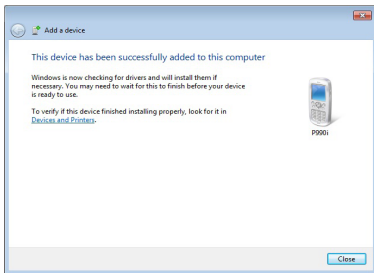 Add a device
This device has been successfully added to this computer
Windows is now checking for drivers and will install them if
necessary. You may need to wait for this to finish before your device
is ready to use.
To verify if this device finished installing properly, look for it in
Devices and Printers.
P990i
Close